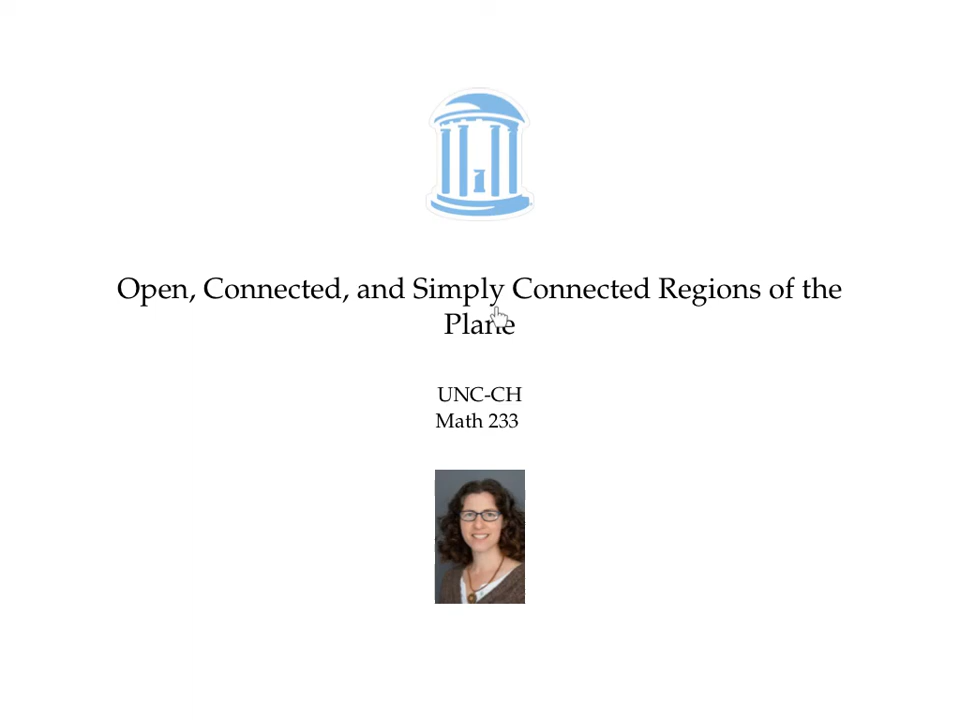 Open, Connected, and Simply Connected Regions of the
Plane
UNC-CH
Math 233